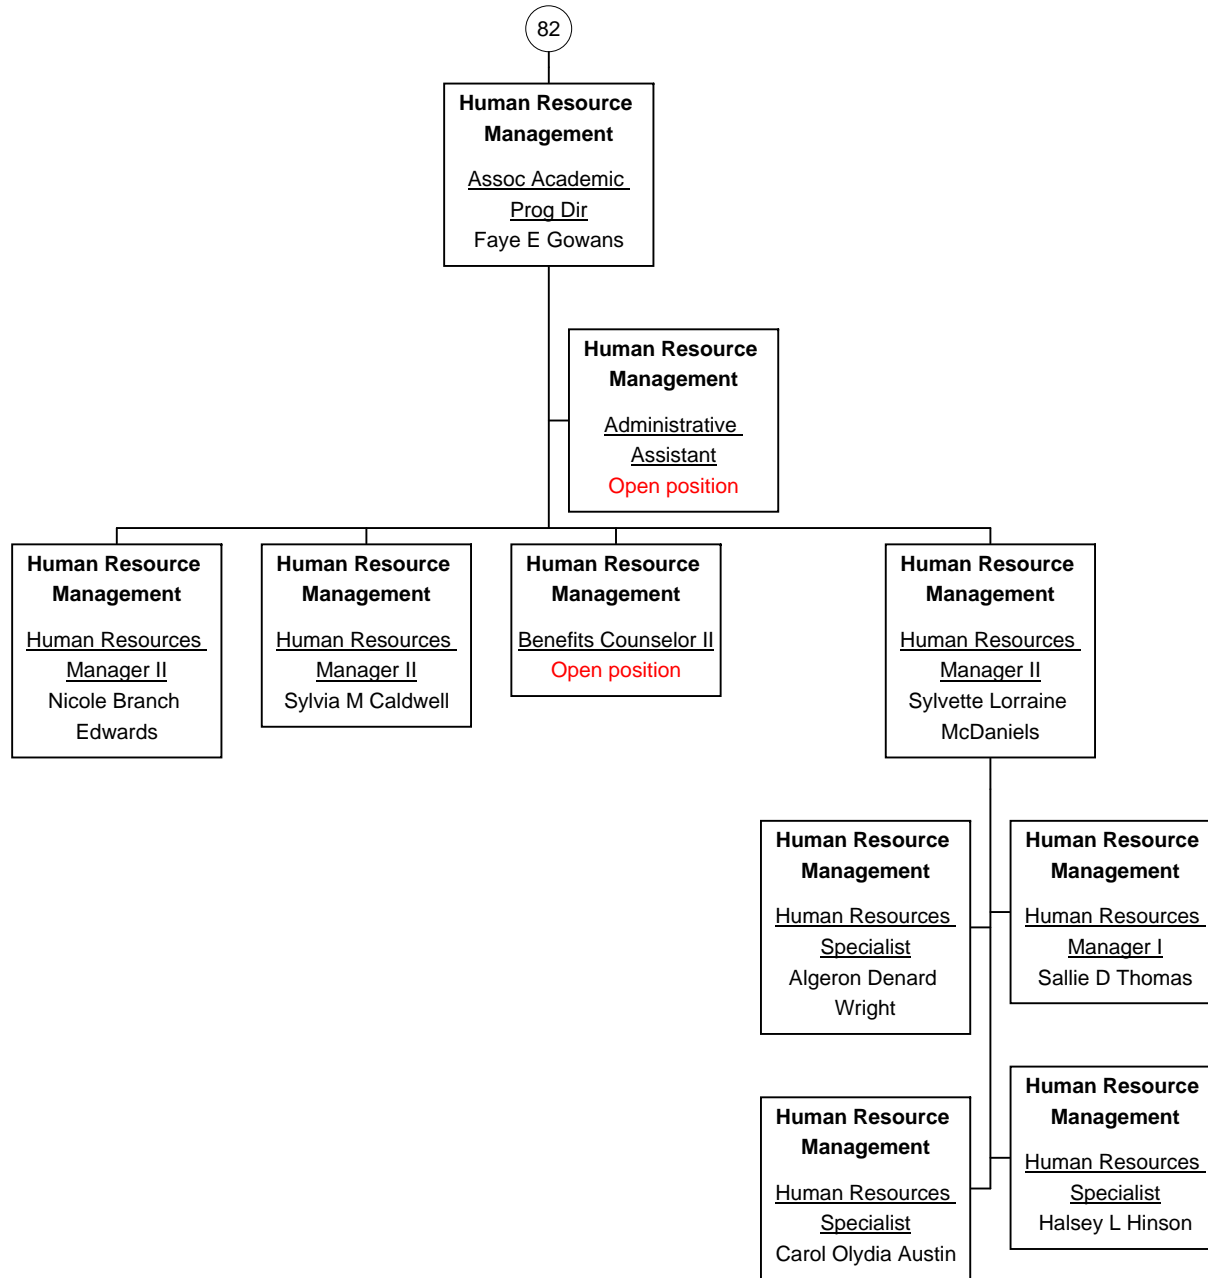 82
Human Resource
Management
Assoc Academic
Prog Dir
Faye E Gowans
Human Resource
Management
Administrative
Assistant
Open position
Human Resource
Management
Human Resources
Manager II
Nicole Branch
Edwards
Human Resource
Management
Human Resources
Manager II
Sylvia M Caldwell
Human Resource
Management
Benefits Counselor II
Open position
Human Resource
Management
Human Resources
Manager II
Sylvette Lorraine
McDaniels
Human Resource
Management
Human Resources
Specialist
Algeron Denard
Wright
Human Resource
Management
Human Resources
Manager I
Sallie D Thomas
Human Resource
Management
Human Resources
Specialist
Carol Olydia Austin
Human Resource
Management
Human Resources
Specialist
Halsey L Hinson